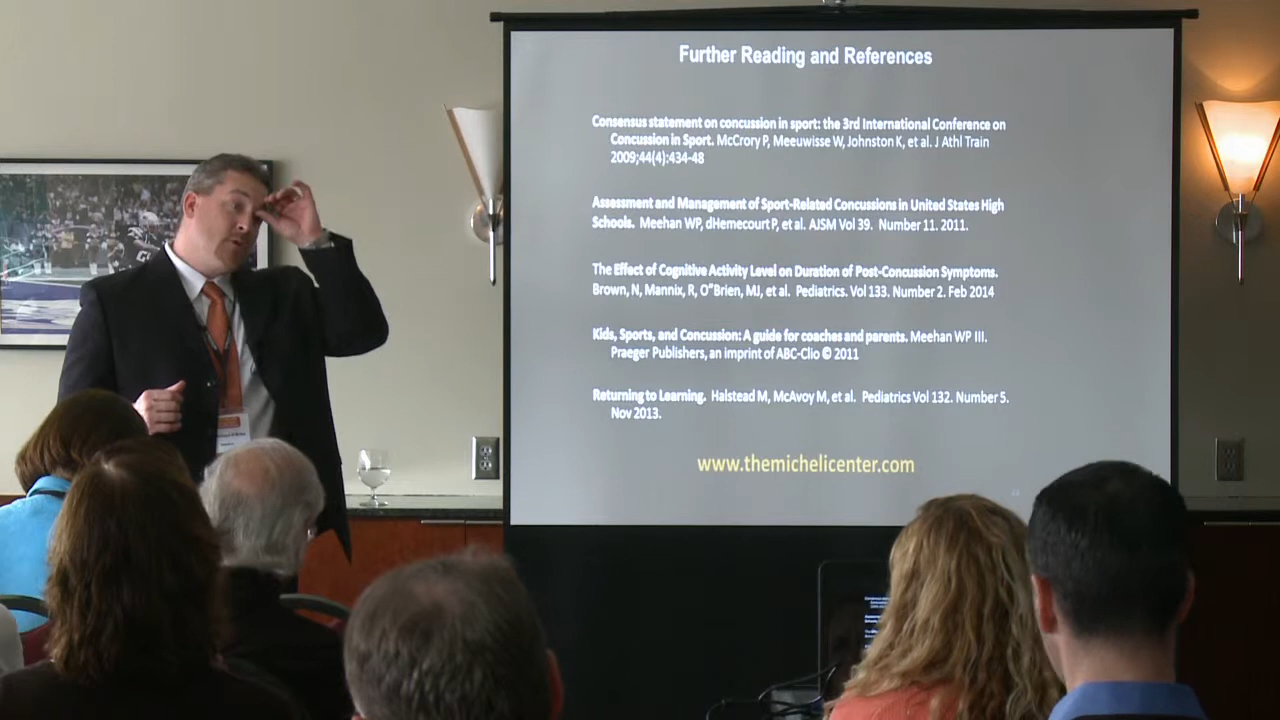 Further Reading and References
Consensus statement on concussion in sport: the 3rd International Conference on
Concussion in Sport. McCrory P, Meeuwisse W, Johnston K, et al. J Athl Train
2009;44(4):434-48
Assessment and Management of Sport-Related Concussions in United States High
Schools. Meehan WP, dHemecourt P, et al. AJSM Vol 39. Number 11. 2011.
The Effect of Cognitive Activity Level on Duration of Post-Concussion Symptoms.
Brown, N, Mannix, R, O"Brien, MJ, et al. Pediatrics. Vol 133. Number 2. Feb 2014
Kids, Sports, and Concussion: A guide for coaches and parents. Meehan WP III.
Praeger Publishers, an imprint of ABC-Clio © 2011
Returning to Learning. Halstead M, McAvoy M, et al. Pediatrics Vol 132. Number 5.
Nov 2013.
www.themichelicenter.com